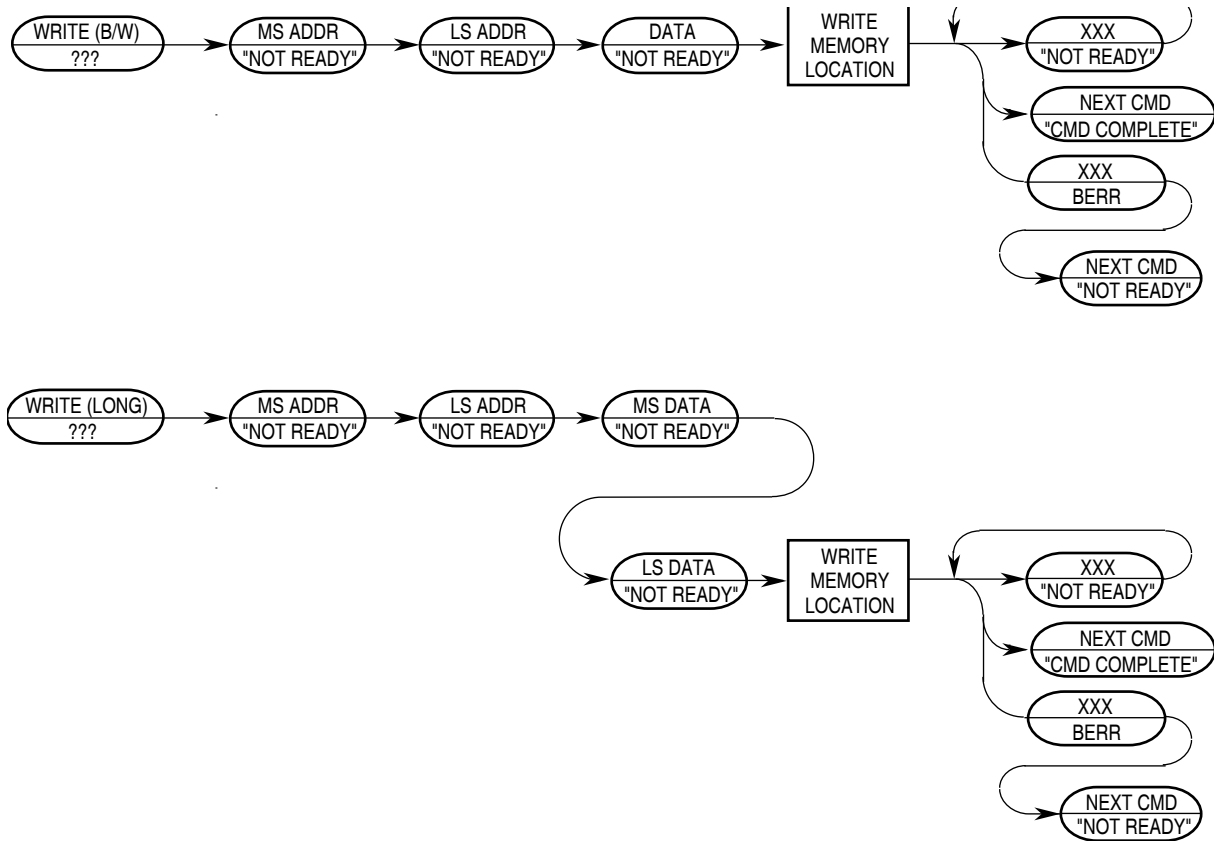 WRITE (B/W)
???
MS ADDR
"NOT READY"
LS ADDR
"NOT READY"
DATA
"NOT READY"
WRITE
MEMORY
LOCATION
XXX
"NOT READY"
NEXT CMD
"CMD COMPLETE"
XXX
BERR
NEXT CMD
"NOT READY"
WRITE (LONG)
???
MS ADDR
"NOT READY"
LS ADDR
"NOT READY"
MS DATA
"NOT READY"
LS DATA
"NOT READY"
WRITE
MEMORY
LOCATION
XXX
"NOT READY"
NEXT CMD
"CMD COMPLETE"
XXX
BERR
NEXT CMD
"NOT READY"